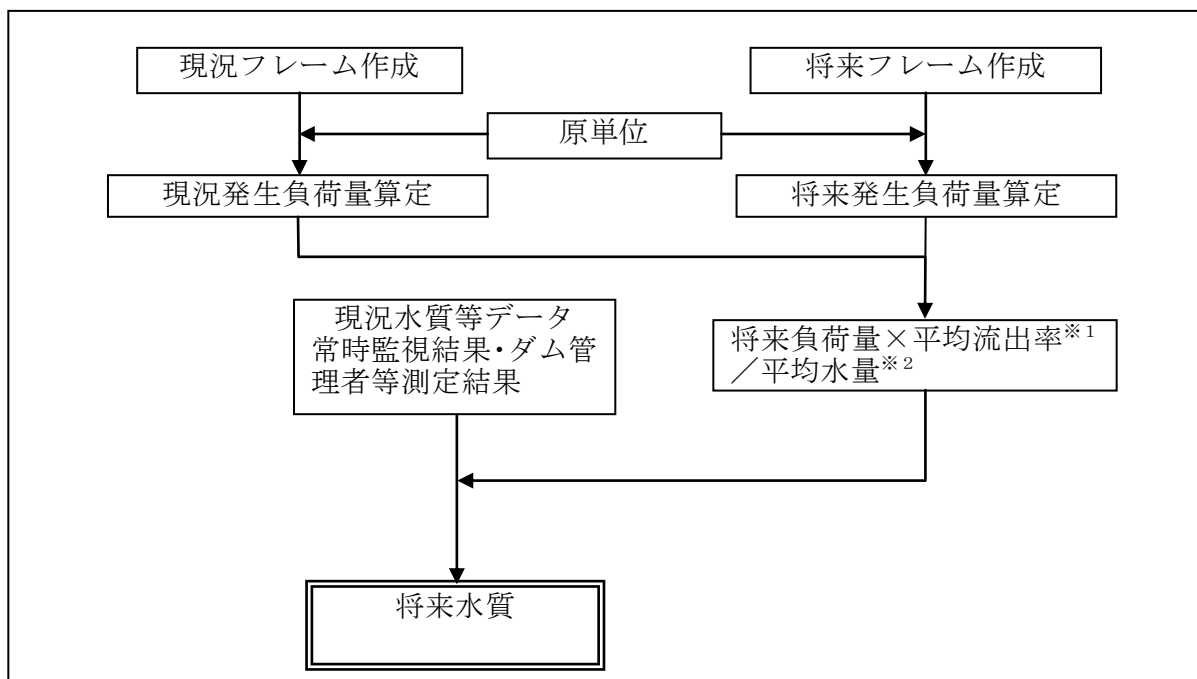 現況フレーム作成
将来フレーム作成
原単位
現況発生負荷量算定
将来発生負荷量算定
現況水質等データ
常時監視結果・ダム管
理者等測定結果
将来負荷量×平均流出率※1
／平均水量※2
将来水質